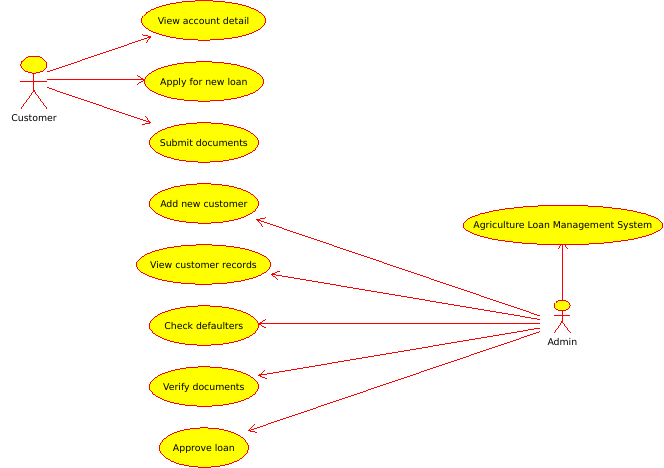 View account detail
Apply for new loan
Customer
Submit documents
Add new customer
Agriculture Loan Management System
View customer records
Check defaulters
Admin
Verify documents
Approve loan